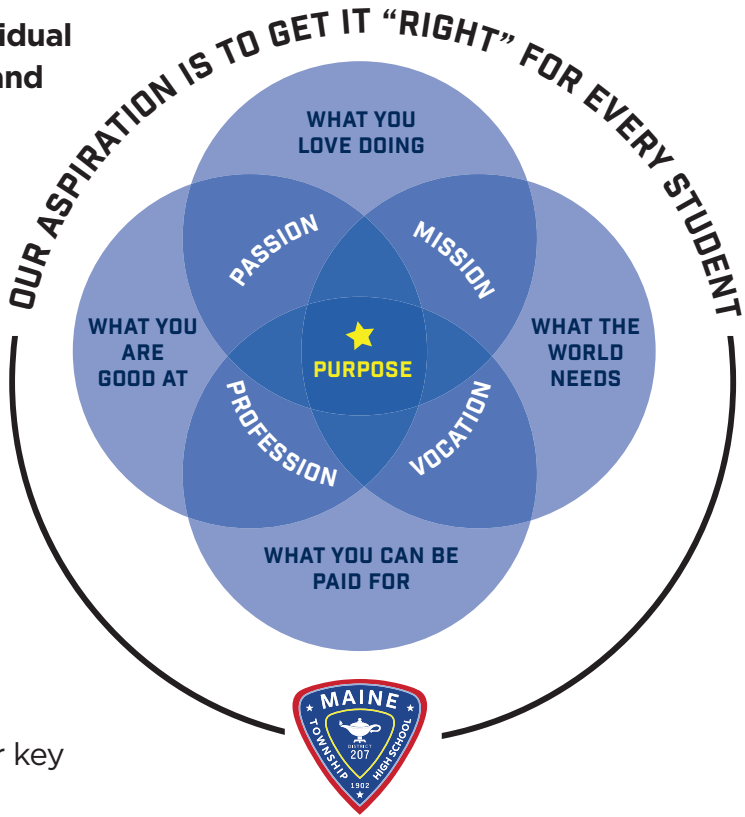 idual
and
OUR ASPIRATION IS TO GET IT “RIGHT” FOR EVERY STUDENT
WHAT YOU
LOVE DOING
PASSION
MISSION
WHAT YOU
ARE
GOOD AT
PURPOSE
WHAT THE
WORLD
NEEDS
PROFESSION
VOCATION
WHAT YOU CAN BE
PAID FOR
MAINE
TOWNSHIP
HIGH SCHOOL
DISTRICT
207
1902
r key